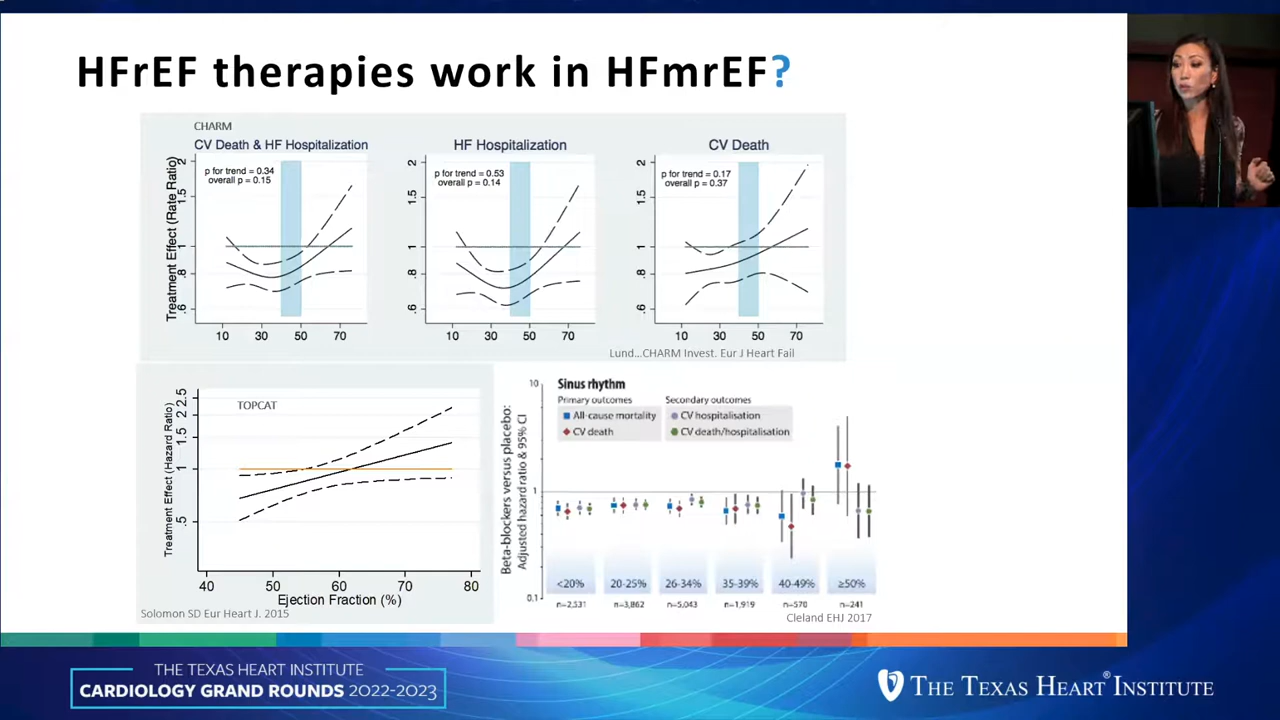 HFrEF therapies work in HFmrEF?
CHARM
CV Death & HF Hospitalization
HF Hospitalization
CV Death
Treatment Effect (Rate Ratio)
2
1.5
1
.8
.6
p for trend = 0.34
overall p = 0.15
10 30 50 70
2
1.5
1
.8
.6
p for trend = 0.53
overall p = 0.14
10 30 50 70
2
1.5
1
.8
.6
p for trend = 0.17
overall p = 0.37
10 30 50 70
Lund...CHARM Invest. Eur J Heart Fail
TOPCAT
Treatment Effect (Hazard Ratio)
2.5
2
1.5
1
.5
40 50 60 70 80
Ejection Fraction (%)
Solomon SD Eur Heart J. 2015
Sinus rhythm
Primary outcomes
All-cause mortality
CV death
Secondary outcomes
CV hospitalisation
CV death/hospitalisation
Beta-blockers versus placebo:
Adjusted hazard ratio & 95% CI
10
1
0.1
<20% 20-25% 26-34% 35-39% 40-49% ≥50%
n=2,531 n=3,862 n=5,043 n=1,919 n=570 n=241
Cleland EHJ 2017
THE TEXAS HEART INSTITUTE
CARDIOLOGY GRAND ROUNDS 2022-2023
THE TEXAS HEART® INSTITUTE